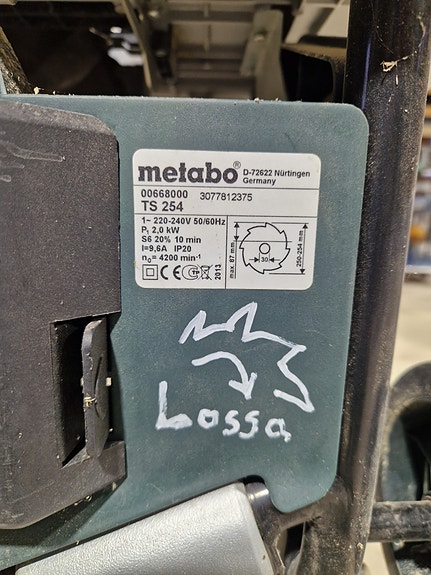 metabo® D-72622 Nürtingen
Germany
00668000 3077812375
TS 254
1~ 220-240V 50/60Hz
P₁ 2,0 kW
S6 20% 10 min
I=9,6A IP20
n₀= 4200 min⁻¹
CE 2013
max. 87 mm
30
250-254 mm
Lossa